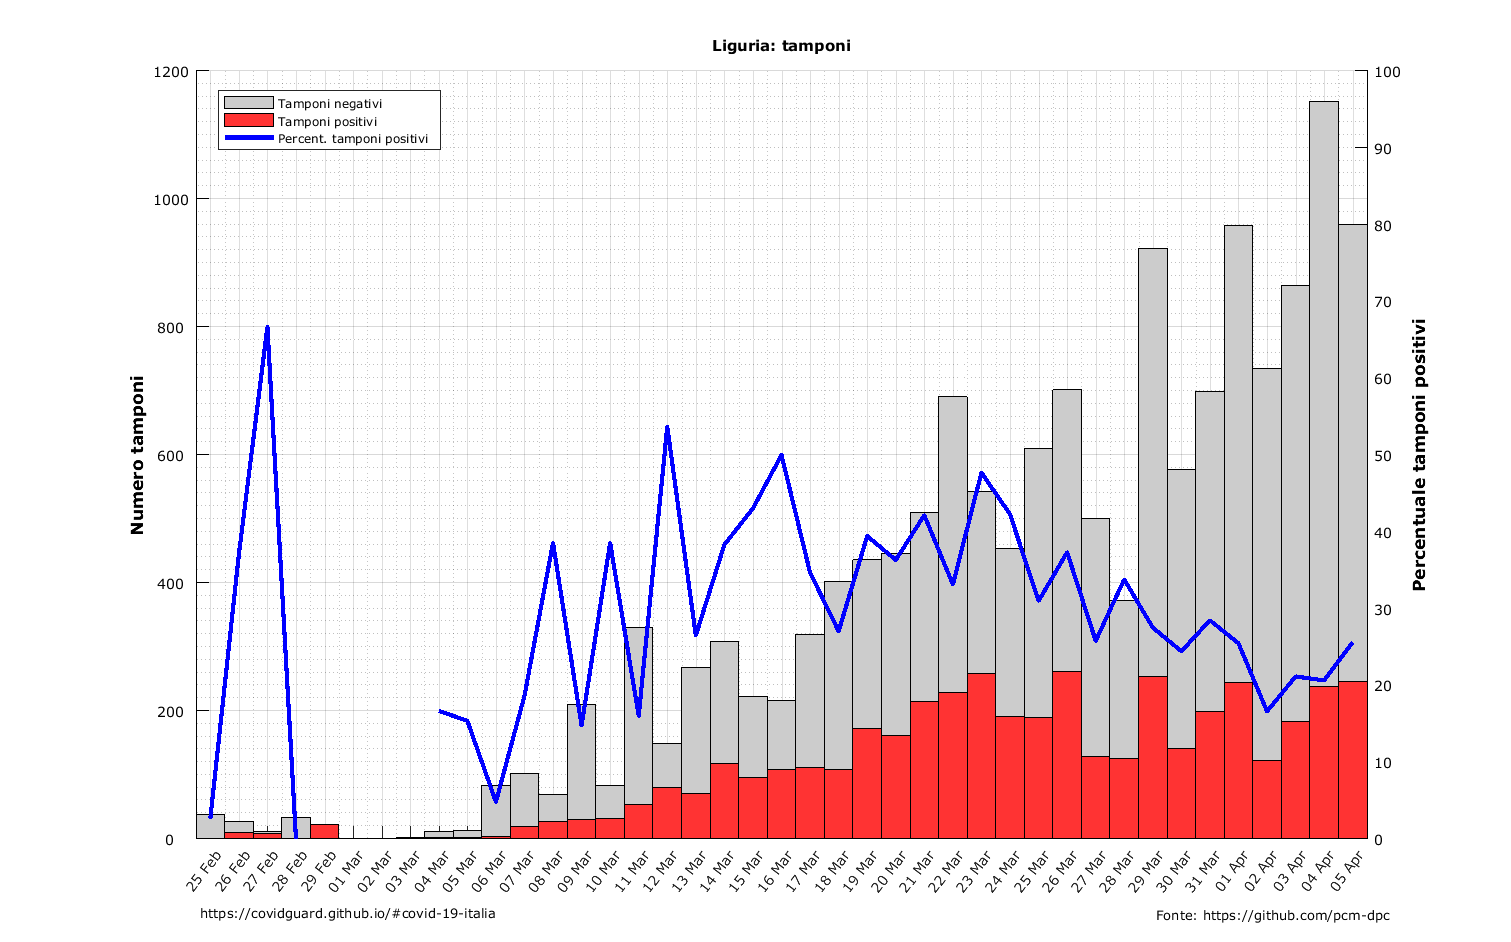 Liguria: tamponi
Tamponi negativi
Tamponi positivi
Percent. tamponi positivi
Numero tamponi
1200
1000
800
600
400
200
0
100
90
80
70
60
50
40
30
20
10
0
Percentuale tamponi positivi
25 Feb
26 Feb
27 Feb
28 Feb
29 Feb
01 Mar
02 Mar
03 Mar
04 Mar
05 Mar
06 Mar
07 Mar
08 Mar
09 Mar
10 Mar
11 Mar
12 Mar
13 Mar
14 Mar
15 Mar
16 Mar
17 Mar
18 Mar
19 Mar
20 Mar
21 Mar
22 Mar
23 Mar
24 Mar
25 Mar
26 Mar
27 Mar
28 Mar
29 Mar
30 Mar
31 Mar
01 Apr
02 Apr
03 Apr
04 Apr
05 Apr
https://covidguard.github.io/#covid-19-italia
Fonte: https://github.com/pcm-dpc